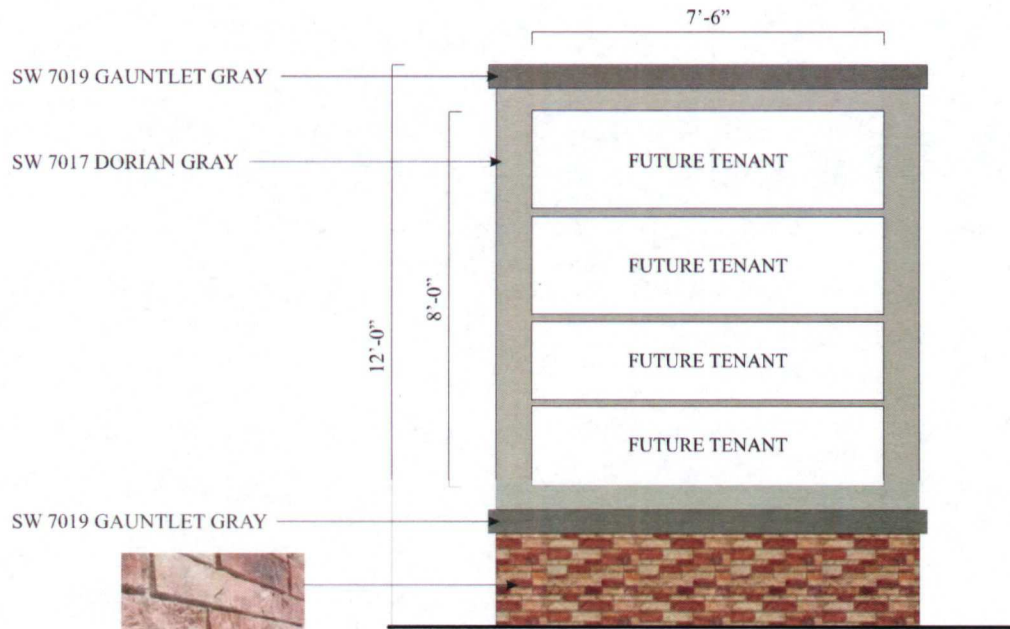 7’-6”
SW 7019 GAUNTLET GRAY
SW 7017 DORIAN GRAY
FUTURE TENANT
FUTURE TENANT
8’-0”
12’-0”
FUTURE TENANT
FUTURE TENANT
SW 7019 GAUNTLET GRAY